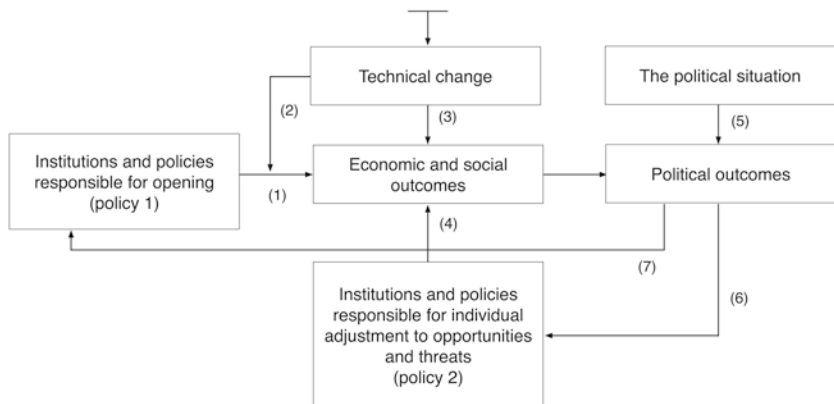 Technical change
The political situation
(2)
(3)
(5)
Institutions and policies
responsible for opening
(policy 1)
(1)
Economic and social
outcomes
Political outcomes
(4)
(7)
(6)
Institutions and policies
responsible for individual
adjustment to opportunities
and threats
(policy 2)